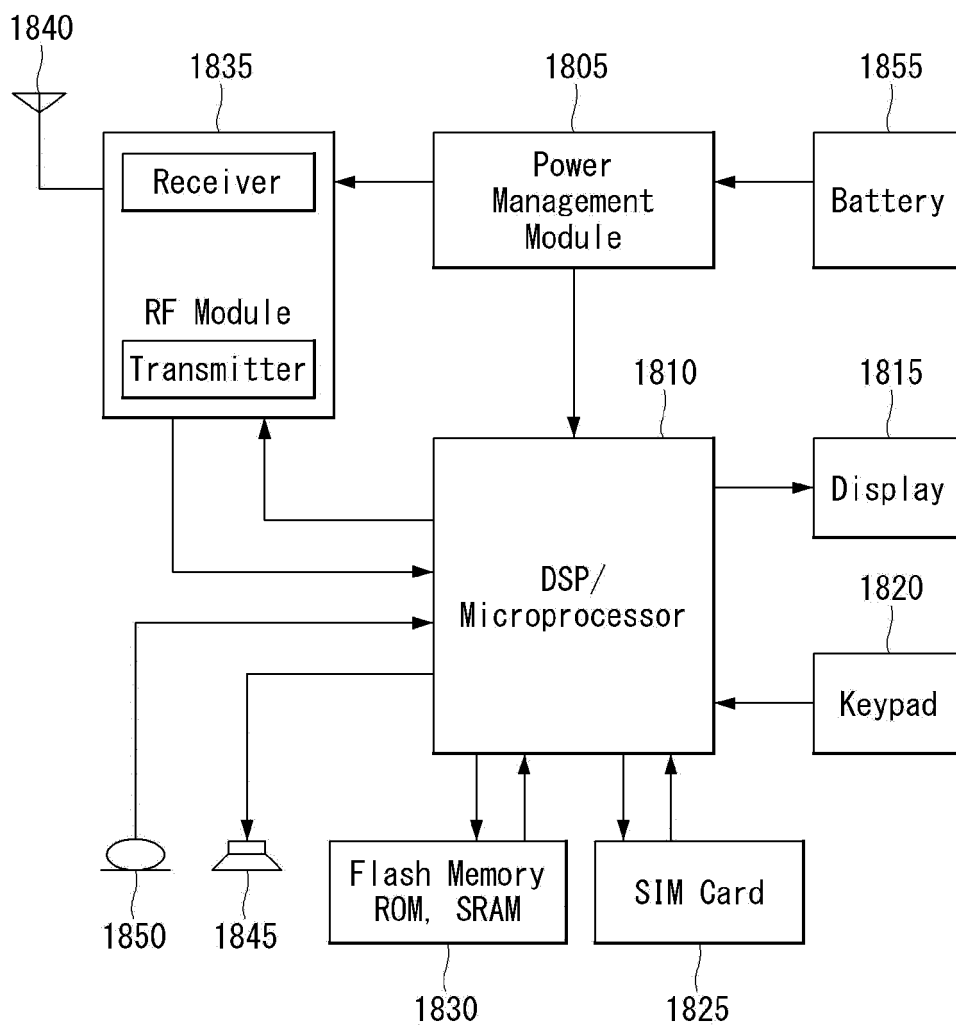 1840
1835
1805
1855
Receiver
Power
Management
Module
Battery
RF Module
Transmitter
1810
1815
Display
DSP/
Microprocessor
1820
Keypad
Flash Memory
ROM, SRAM
SIM Card
1850
1845
1830
1825